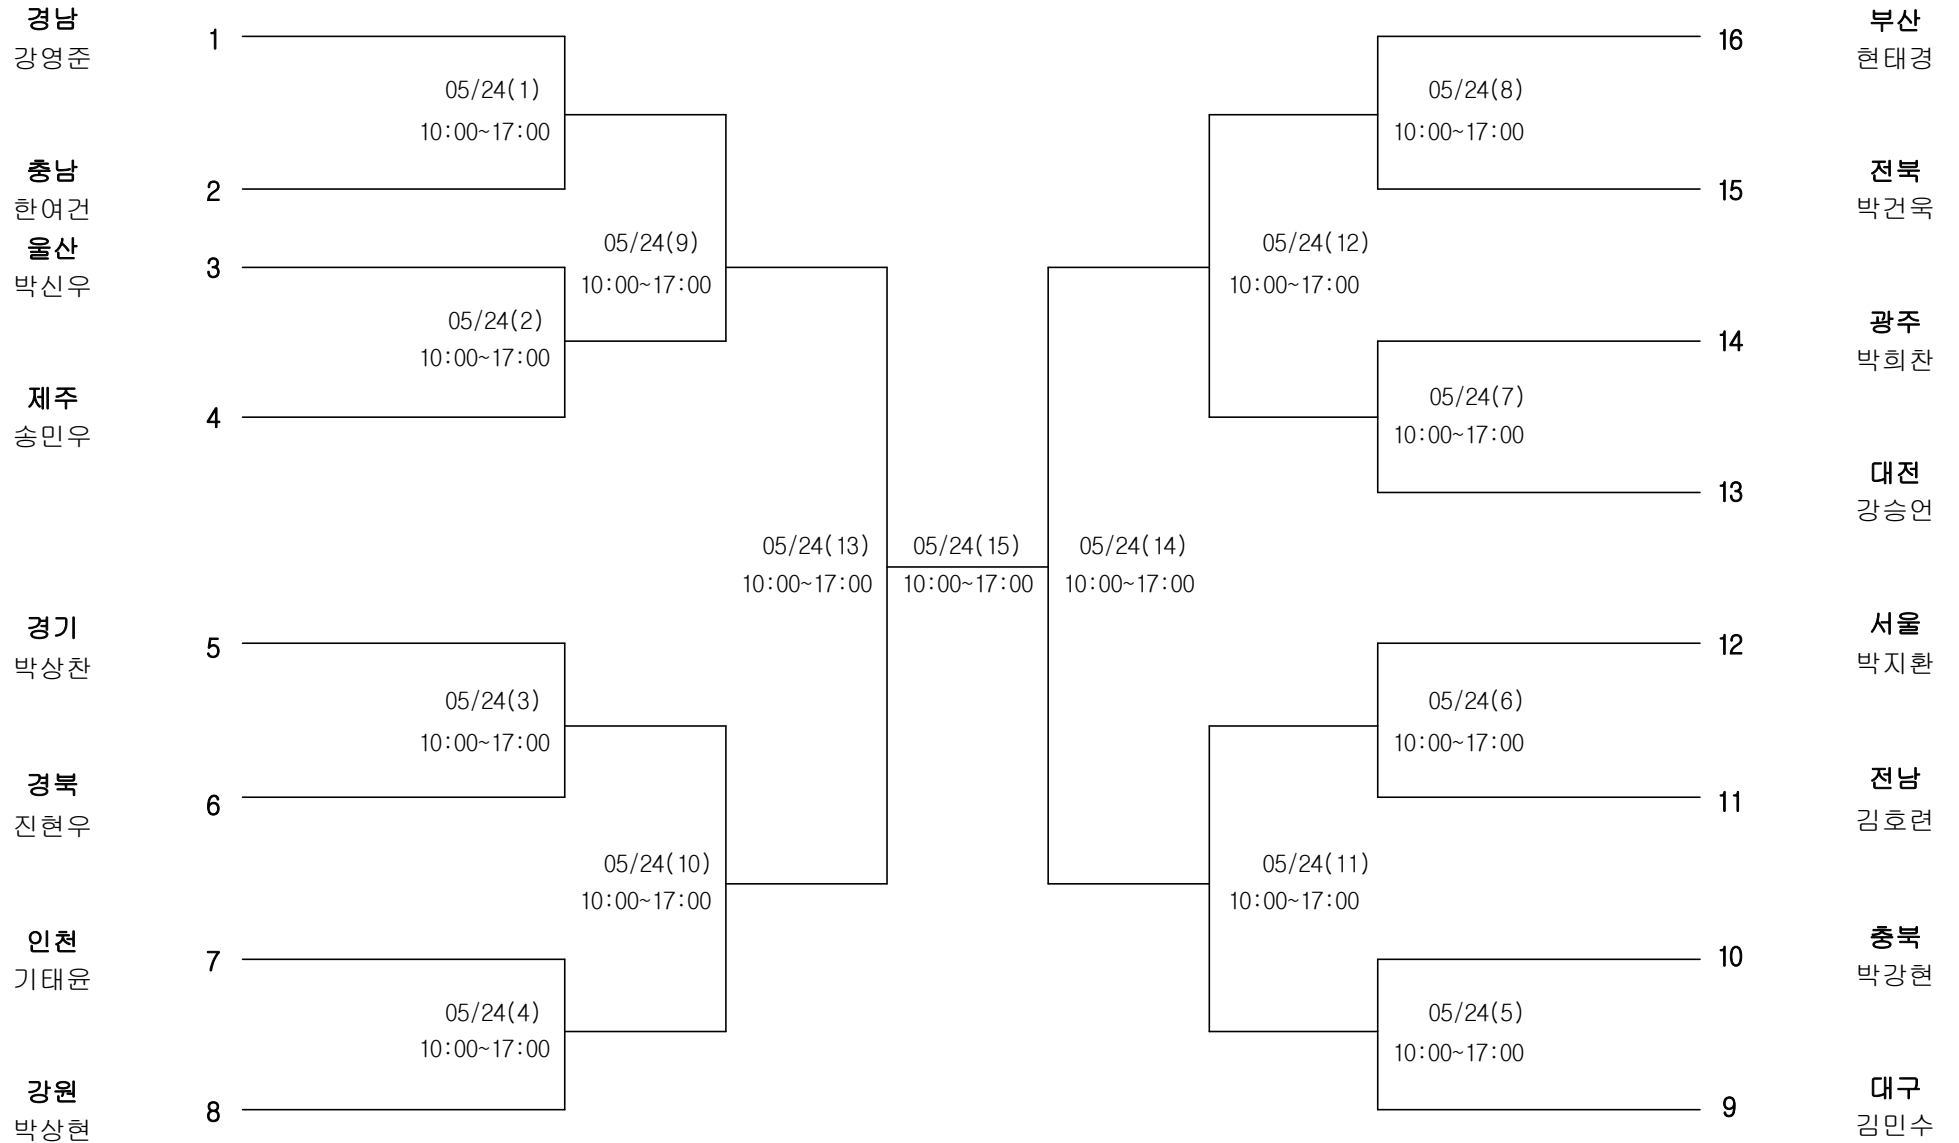 경남
강영준
1
05/24(1)
10:00~17:00
충남
한여건
2
울산
박신우
3
05/24(9)
10:00~17:00
05/24(2)
10:00~17:00
제주
송민우
4
05/24(13)
10:00~17:00
경기
박상찬
5
05/24(3)
10:00~17:00
경북
진현우
6
05/24(10)
10:00~17:00
인천
기태윤
7
05/24(4)
10:00~17:00
강원
박상현
8
05/24(15)
10:00~17:00
부산
현태경
16
05/24(8)
10:00~17:00
전북
박건욱
15
05/24(12)
10:00~17:00
광주
박희찬
14
05/24(7)
10:00~17:00
대전
강승언
13
05/24(14)
10:00~17:00
서울
박지환
12
05/24(6)
10:00~17:00
전남
김호련
11
05/24(11)
10:00~17:00
충북
박강현
10
05/24(5)
10:00~17:00
대구
김민수
9